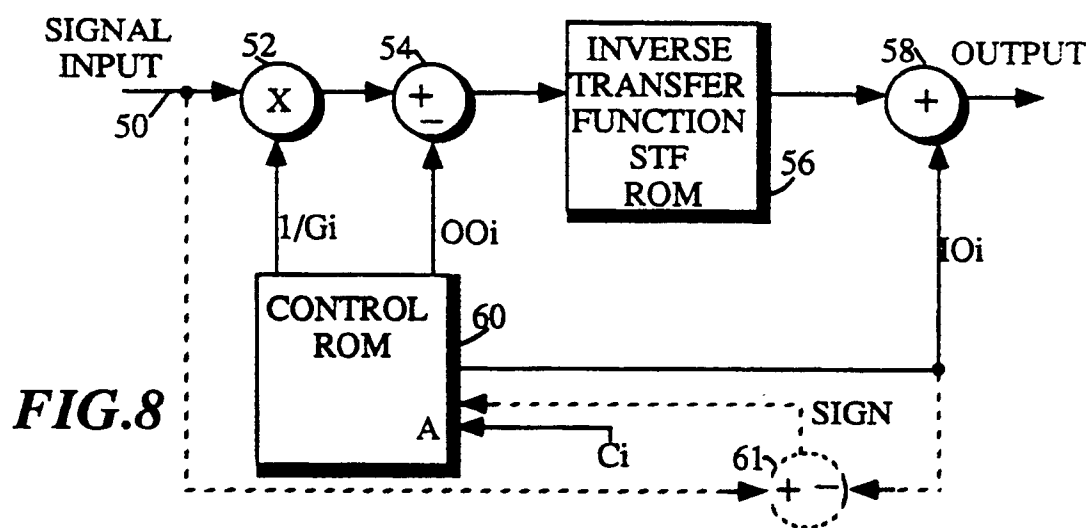 SIGNAL
INPUT
50
52
X
54
+
−
INVERSE
TRANSFER
FUNCTION
STF
ROM
56
58
+
OUTPUT
1/Gi
OOi
IOi
CONTROL
ROM
60
A
SIGN
Ci
61
+ −
FIG.8